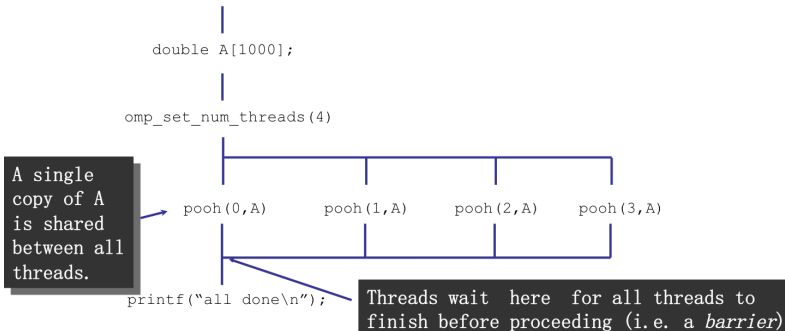 double A[1000];
omp_set_num_threads(4)
A single
copy of A
is shared
between all
threads.
pooh(0,A) pooh(1,A) pooh(2,A) pooh(3,A)
printf(“all done\n”);
Threads wait here for all threads to
finish before proceeding (i.e. a barrier)